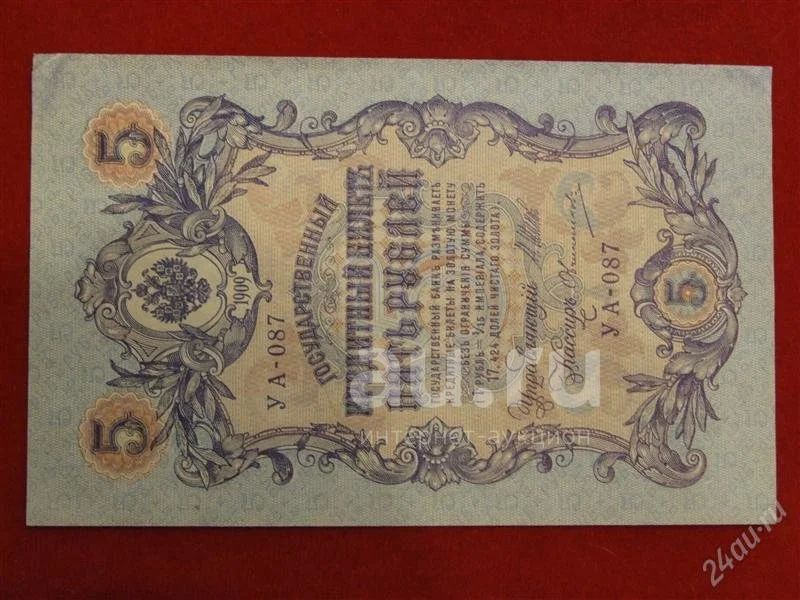 5
5
1909
УА-087
ГОСУДАРСТВЕННЫЙ
КРЕДИТНЫЙ БИЛЕТЪ
ПЯТЬ РУБЛЕЙ
ГОСУДАРСТВЕННЫЙ БАНКЪ РАЗМѢНИВАЕТЪ
КРЕДИТНЫЕ БИЛЕТЫ НА ЗОЛОТУЮ МОНЕТУ
БЕЗЪ ОГРАНИЧЕНІЯ СУММЫ
(1 РУБЛЬ = 1/15 ИМПЕРІАЛА, СОДЕРЖИТЪ
17,424 ДОЛЕЙ ЧИСТАГО ЗОЛОТА).
Управляющій
Кассиръ
УА-087
5
au.ru
интернет-аукцион
24au.ru